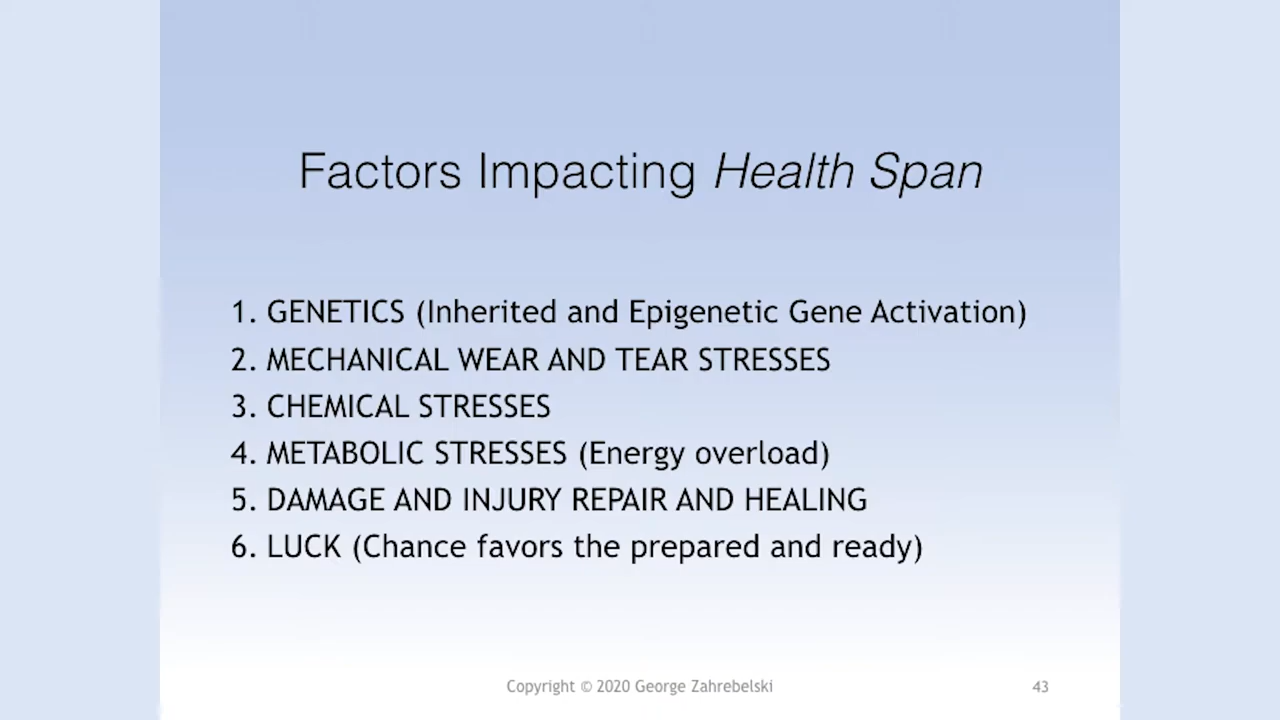 Factors Impacting Health Span
1. GENETICS (Inherited and Epigenetic Gene Activation)
2. MECHANICAL WEAR AND TEAR STRESSES
3. CHEMICAL STRESSES
4. METABOLIC STRESSES (Energy overload)
5. DAMAGE AND INJURY REPAIR AND HEALING
6. LUCK (Chance favors the prepared and ready)
Copyright © 2020 George Zahrebelski 43